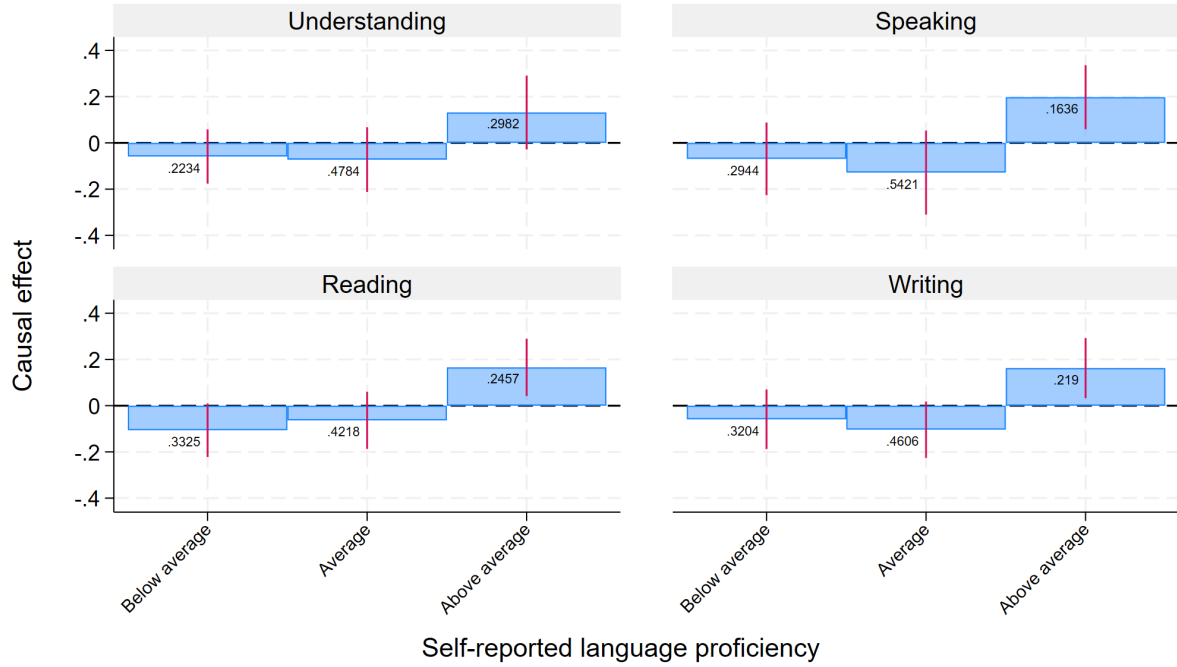 Understanding
Speaking
.4
.2
0
-.2
-.4
.2234
.4784
.2982
.2944
.5421
.1636
Causal effect
Reading
Writing
.4
.2
0
-.2
-.4
.3325
.4218
.2457
.3204
.4606
.219
Below average
Average
Above average
Below average
Average
Above average
Self-reported language proficiency